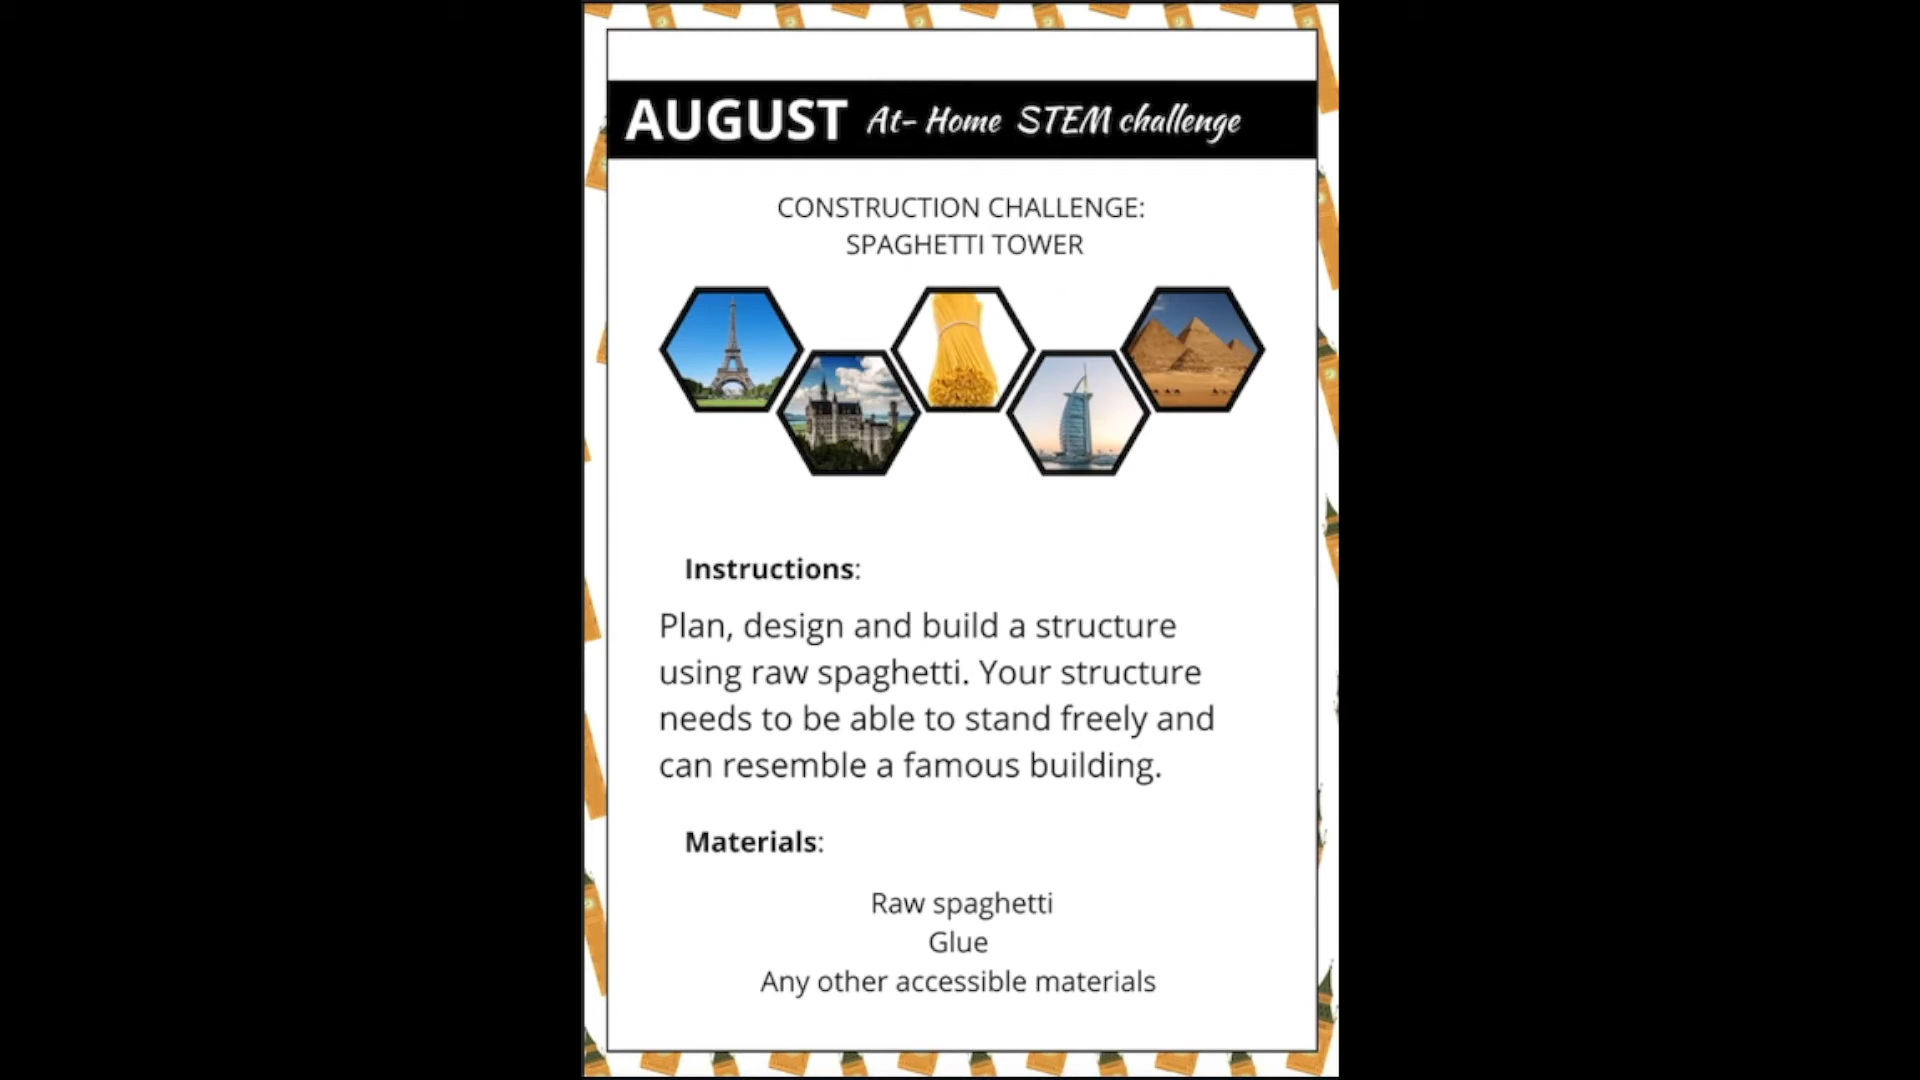 AUGUST At- Home STEM challenge
CONSTRUCTION CHALLENGE:
SPAGHETTI TOWER
Instructions:
Plan, design and build a structure
using raw spaghetti. Your structure
needs to be able to stand freely and
can resemble a famous building.
Materials:
Raw spaghetti
Glue
Any other accessible materials